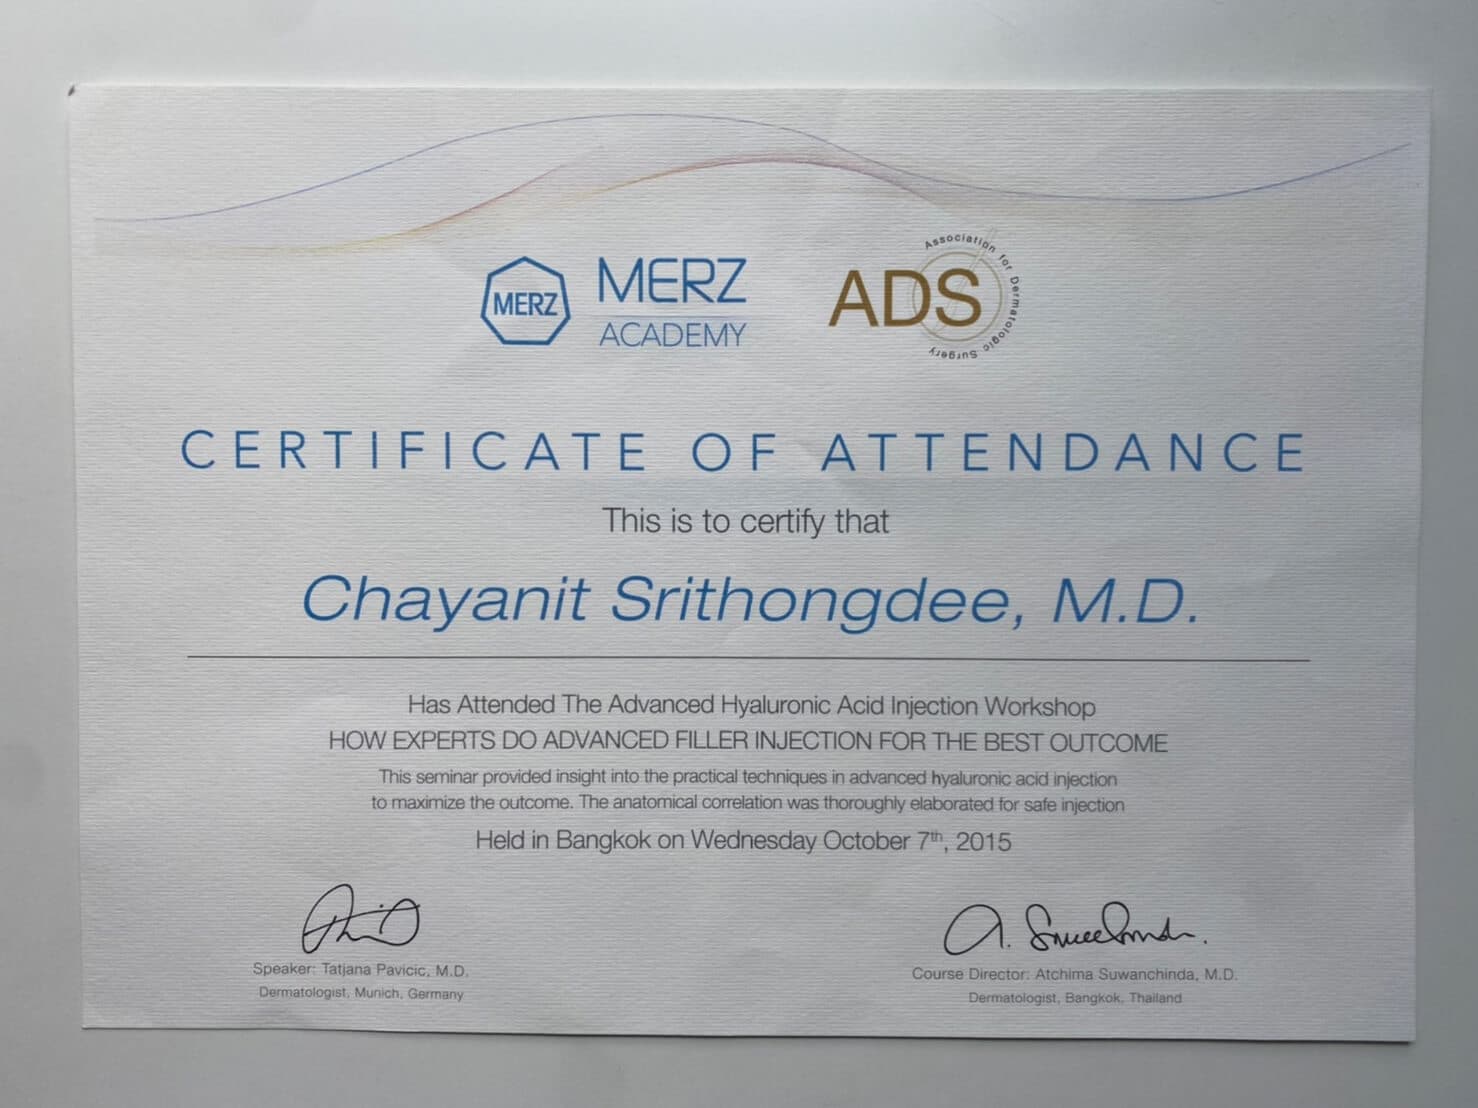 MERZ
MERZ
ACADEMY
ADS
Association for Dermatologic Surgery
CERTIFICATE OF ATTENDANCE
This is to certify that
Chayanit Srithongdee, M.D.
Has Attended The Advanced Hyaluronic Acid Injection Workshop
HOW EXPERTS DO ADVANCED FILLER INJECTION FOR THE BEST OUTCOME
This seminar provided insight into the practical techniques in advanced hyaluronic acid injection
to maximize the outcome. The anatomical correlation was thoroughly elaborated for safe injection
Held in Bangkok on Wednesday October 7th, 2015
Speaker: Tatjana Pavicic, M.D.
Dermatologist, Munich, Germany
A. Suwanchinda.
Course Director: Atchima Suwanchinda, M.D.
Dermatologist, Bangkok, Thailand